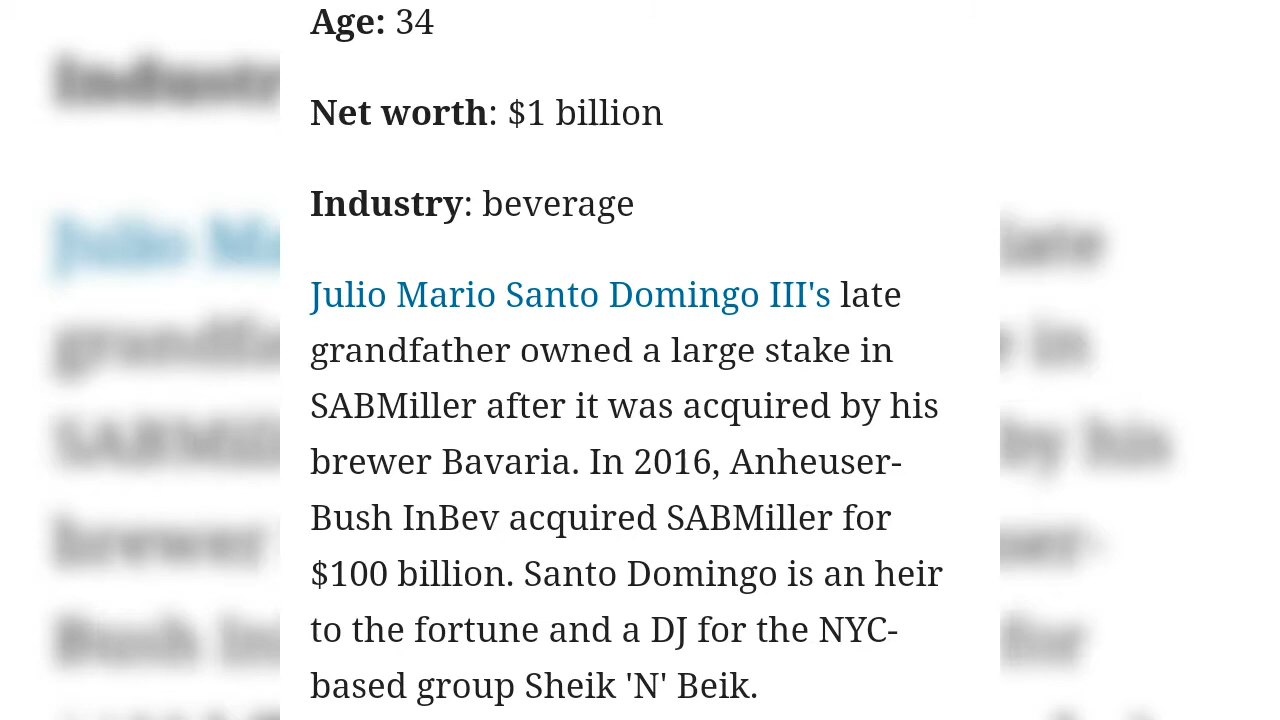 Age: 34
Net worth: $1 billion
Industry: beverage
Julio Mario Santo Domingo III's late
grandfather owned a large stake in
SABMiller after it was acquired by his
brewer Bavaria. In 2016, Anheuser-
Bush InBev acquired SABMiller for
$100 billion. Santo Domingo is an heir
to the fortune and a DJ for the NYC-
based group Sheik 'N' Beik.